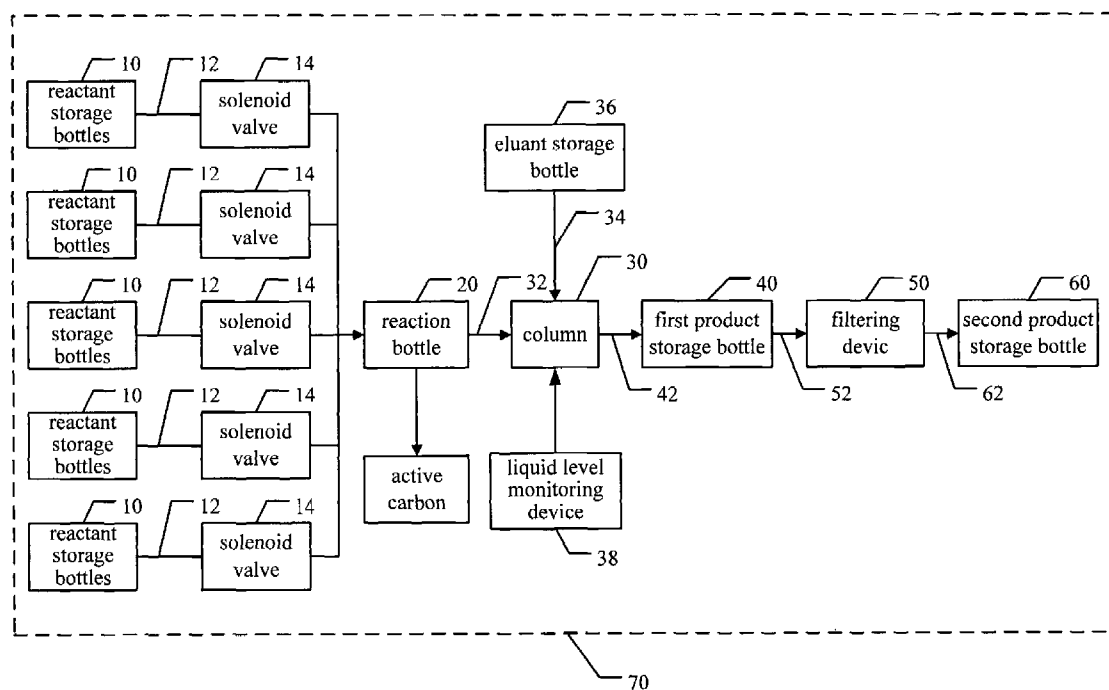 10 12 14
reactant
storage
bottles
solenoid
valve
10 12 14
reactant
storage
bottles
solenoid
valve
10 12 14
reactant
storage
bottles
solenoid
valve
10 12 14
reactant
storage
bottles
solenoid
valve
10 12 14
reactant
storage
bottles
solenoid
valve
36
eluant storage
bottle
34
20
reaction
bottle
32
30
column
40
first product
storage bottle
50
filtering
devic
60
second product
storage bottle
42
52
62
active
carbon
liquid level
monitoring
device
38
70